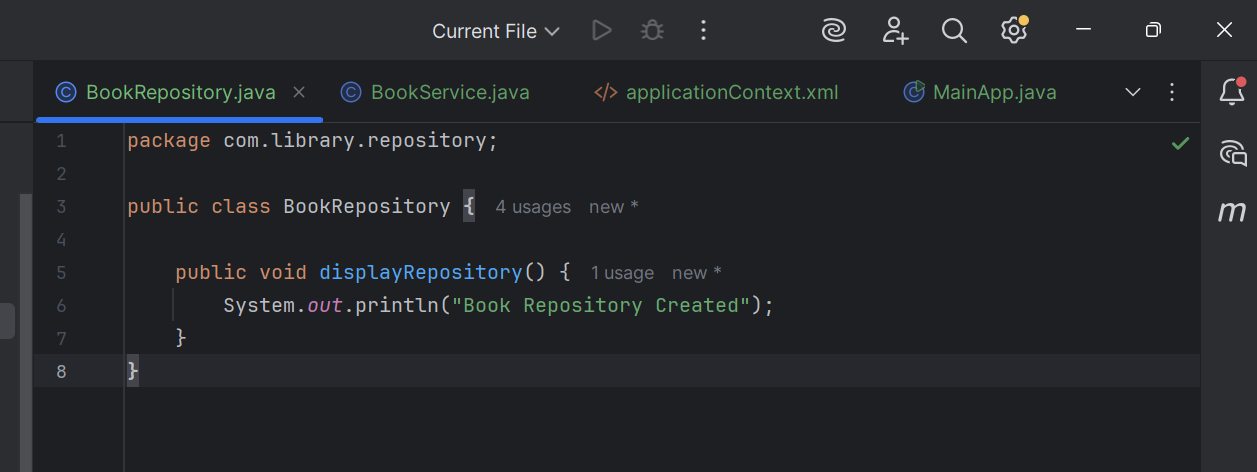 Current File
BookRepository.java BookService.java applicationContext.xml MainApp.java
1 package com.library.repository;
2
3 public class BookRepository { 4 usages new *
4
5 public void displayRepository() { 1 usage new *
6 System.out.println("Book Repository Created");
7 }
8 }
m